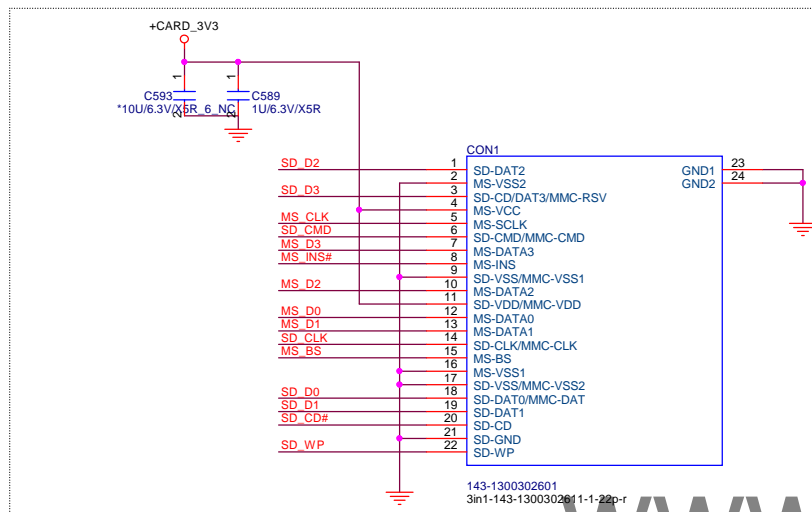 +CARD_3V3
1
1
C593
C589
*10U/6.3V/X5R_6_NC
1U/6.3V/X5R
2
2
CON1
SD_D2 1 SD-DAT2 GND1 23
2 MS-VSS2 GND2 24
SD_D3 3 SD-CD/DAT3/MMC-RSV
4 MS-VCC
MS_CLK 5 MS-SCLK
SD_CMD 6 SD-CMD/MMC-CMD
MS_D3 7 MS-DATA3
MS_INS# 8 MS-INS
9 SD-VSS/MMC-VSS1
MS_D2 10 MS-DATA2
11 SD-VDD/MMC-VDD
MS_D0 12 MS-DATA0
MS_D1 13 MS-DATA1
SD_CLK 14 SD-CLK/MMC-CLK
MS_BS 15 MS-BS
16 MS-VSS1
17 SD-VSS/MMC-VSS2
SD_D0 18 SD-DAT0/MMC-DAT
SD_D1 19 SD-DAT1
SD_CD# 20 SD-CD
21 SD-GND
SD_WP 22 SD-WP
143-1300302601
3in1-143-1300302611-1-22p-r